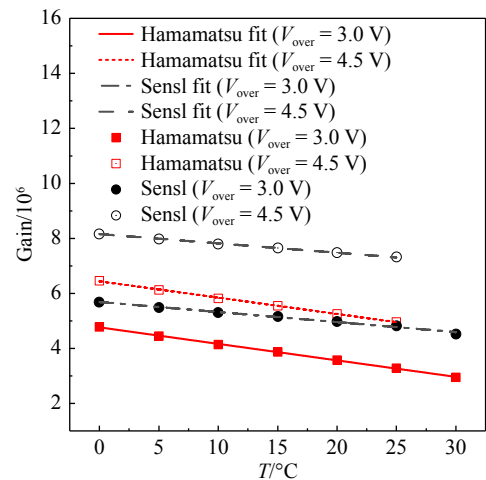 Hamamatsu fit (Vover = 3.0 V)
Hamamatsu fit (Vover = 4.5 V)
Sensl fit (Vover = 3.0 V)
Sensl fit (Vover = 4.5 V)
Hamamatsu (Vover = 3.0 V)
Hamamatsu (Vover = 4.5 V)
Sensl (Vover = 3.0 V)
Sensl (Vover = 4.5 V)
Gain/10⁶
16
14
12
10
8
6
4
2
0 5 10 15 20 25 30
T/°C